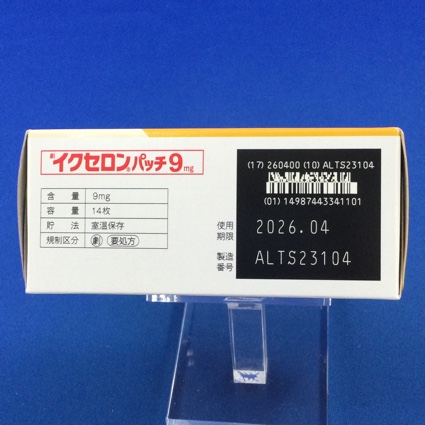 劇 イクセロン®パッチ9mg
含量 9mg
容量 14枚
貯法 室温保存
規制区分 劇 要処方
(17) 260400 (10) ALTS23104
(01) 14987443341101
使用期限 2026.04
製造番号 ALTS23104